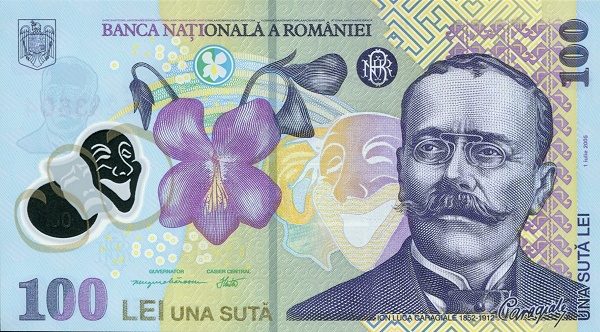 BANCA NAȚIONALĂ A ROMÂNIEI
100
1 iulie 2005
UNA SUTĂ LEI
GUVERNATOR
CASIER CENTRAL
100 LEI UNA SUTĂ
ION LUCA CARAGIALE 1852-1912
Caragiale